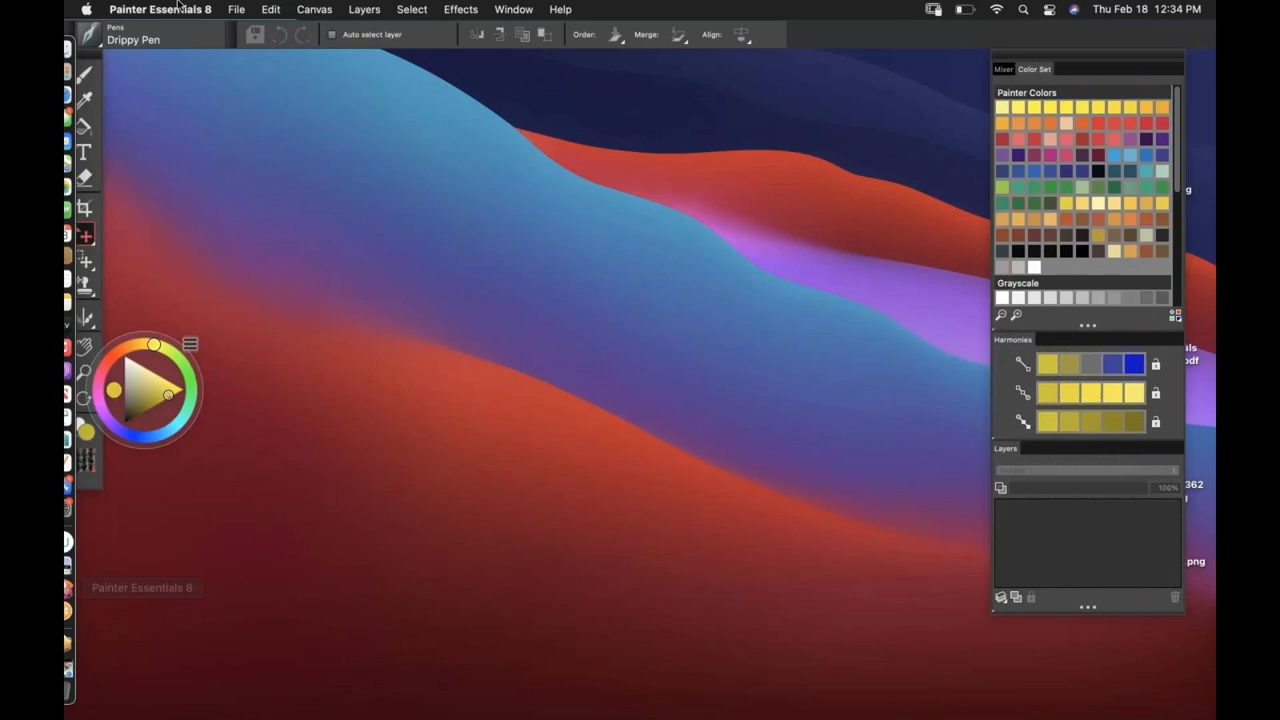 Painter Essentials 8 File Edit Canvas Layers Select Effects Window Help Thu Feb 18 12:34 PM
Pens
Drippy Pen
Auto select layer
Order:
Merge:
Align:
Mixer Color Set
Painter Colors
Grayscale
Harmonies
Layers
100%
Painter Essentials 8
g
als
pdf
362
g
png